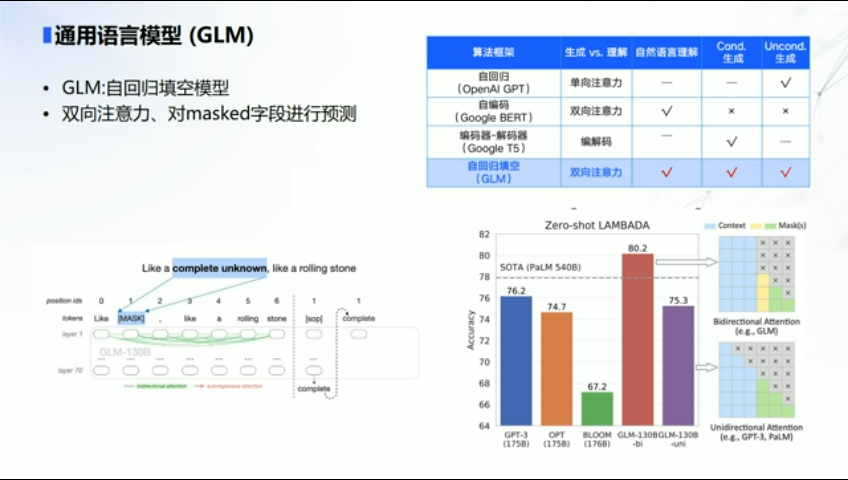 通用语言模型 (GLM)
• GLM:自回归填空模型
• 双向注意力、对masked字段进行预测
算法框架 生成 vs. 理解 自然语言理解 Cond. 生成 Uncond. 生成
自回归 (OpenAI GPT) 单向注意力 — — √
自编码 (Google BERT) 双向注意力 √ × ×
编码器-解码器 (Google T5) 编解码 — √ —
自回归填空 (GLM) 双向注意力 √ √ √
Like a complete unknown, like a rolling stone
position ids 0 1 2 3 4 5 6 1 1
tokens Like [MASK] , like a rolling stone [sop] complete
layer 1
GLM-130B
... ... ... ... ... ... ... ...
layer 70
bidirectional attention autoregressive attention
complete
Zero-shot LAMBADA
Accuracy
82
80
78
76
74
72
70
68
66
64
SOTA (PaLM 540B)
76.2
74.7
67.2
80.2
75.3
GPT-3 (175B)
OPT (175B)
BLOOM (176B)
GLM-130B -bi
GLM-130B -uni
Context Mask(s)
Bidirectional Attention
(e.g., GLM)
Unidirectional Attention
(e.g., GPT-3, PaLM)